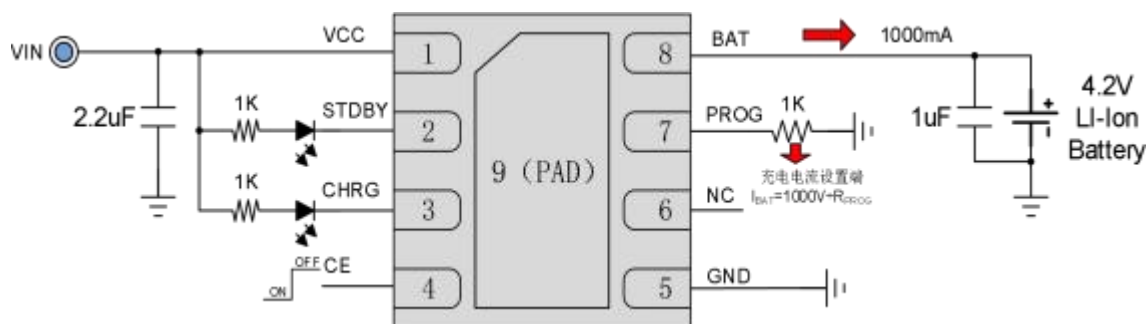 VIN
2.2uF
1K
1K
VCC
STDBY
CHRG
OFF
ON
CE
1
2
3
4
9 (PAD)
8
7
6
5
BAT
1000mA
PROG
1K
充电电流设置端
I_BAT=1000V÷R_PROG
NC
GND
1uF
+
4.2V
LI-Ion
Battery